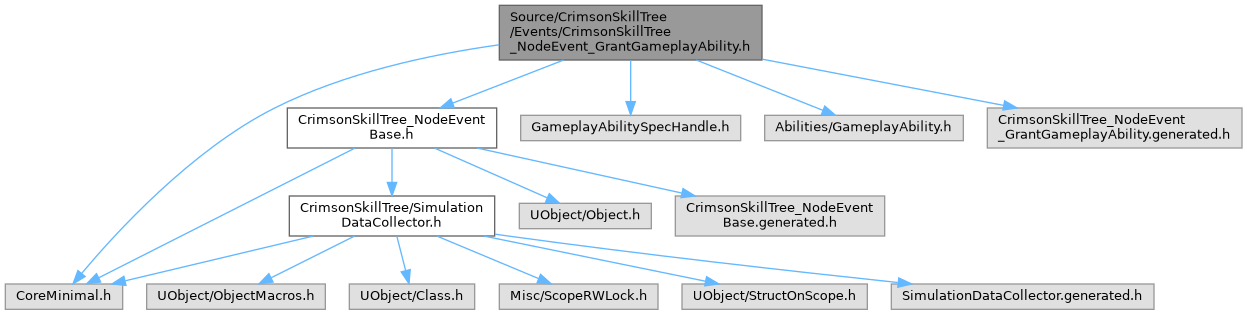 Source/CrimsonSkillTree
/Events/CrimsonSkillTree
_NodeEvent_GrantGameplayAbility.h
CrimsonSkillTree_NodeEvent
Base.h
GameplayAbilitySpecHandle.h
Abilities/GameplayAbility.h
CrimsonSkillTree_NodeEvent
_GrantGameplayAbility.generated.h
CrimsonSkillTree/Simulation
DataCollector.h
UObject/Object.h
CrimsonSkillTree_NodeEvent
Base.generated.h
CoreMinimal.h
UObject/ObjectMacros.h
UObject/Class.h
Misc/ScopeRWLock.h
UObject/StructOnScope.h
SimulationDataCollector.generated.h